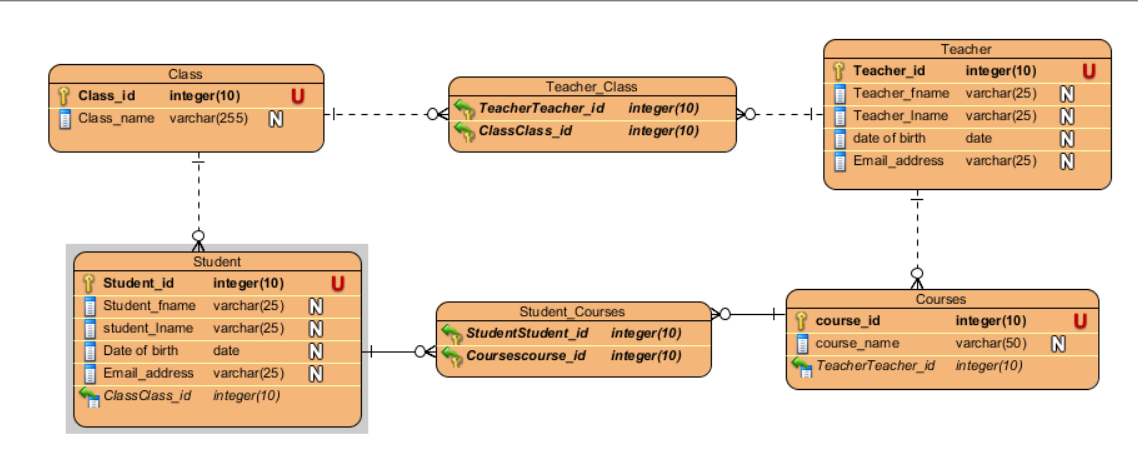 Class
Class_id integer(10) U
Class_name varchar(255) N
Teacher_Class
TeacherTeacher_id integer(10)
ClassClass_id integer(10)
Teacher
Teacher_id integer(10) U
Teacher_fname varchar(25) N
Teacher_lname varchar(25) N
date of birth date N
Email_address varchar(25) N
Student
Student_id integer(10) U
Student_fname varchar(25) N
student_lname varchar(25) N
Date of birth date N
Email_address varchar(25) N
ClassClass_id integer(10)
Student_Courses
StudentStudent_id integer(10)
Coursescourse_id integer(10)
Courses
course_id integer(10) U
course_name varchar(50) N
TeacherTeacher_id integer(10)